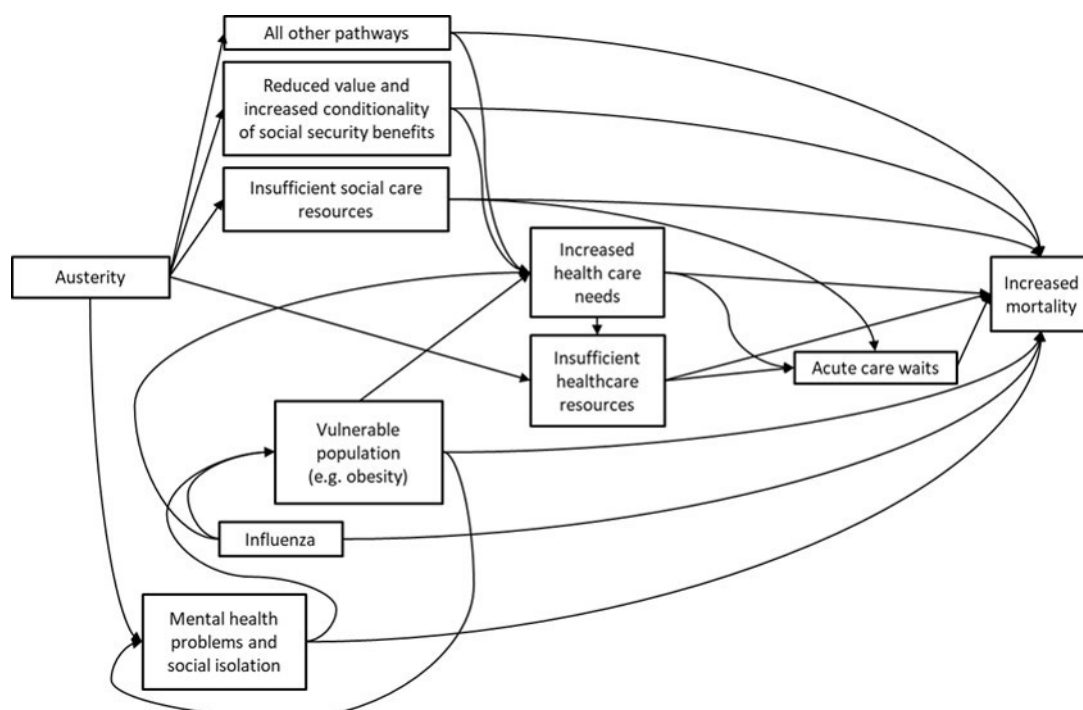 All other pathways
Reduced value and
increased conditionality
of social security benefits
Insufficient social care
resources
Austerity
Increased
health care
needs
Increased
mortality
Insufficient
healthcare
resources
Acute care waits
Vulnerable
population
(e.g. obesity)
Influenza
Mental health
problems and
social isolation